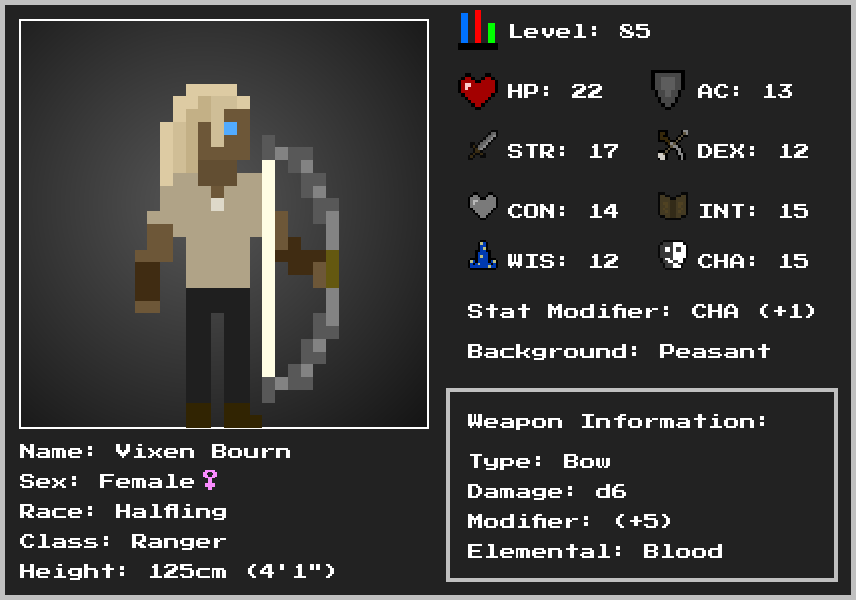 Level: 85
HP: 22
AC: 13
STR: 17
DEX: 12
CON: 14
INT: 15
WIS: 12
CHA: 15
Stat Modifier: CHA (+1)
Background: Peasant
Weapon Information:
Type: Bow
Damage: d6
Modifier: (+5)
Elemental: Blood
Name: Vixen Bourn
Sex: Female♀
Race: Halfling
Class: Ranger
Height: 125cm (4'1")